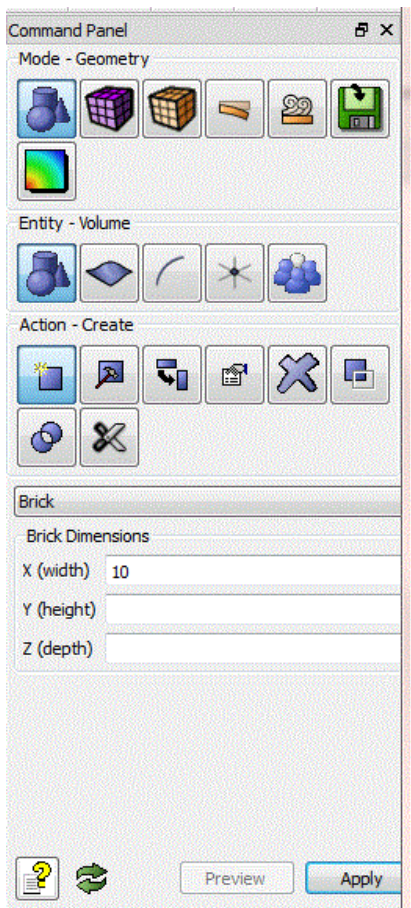 Command Panel
Mode - Geometry
Entity - Volume
Action - Create
Brick
Brick Dimensions
X (width) 10
Y (height)
Z (depth)
Preview Apply